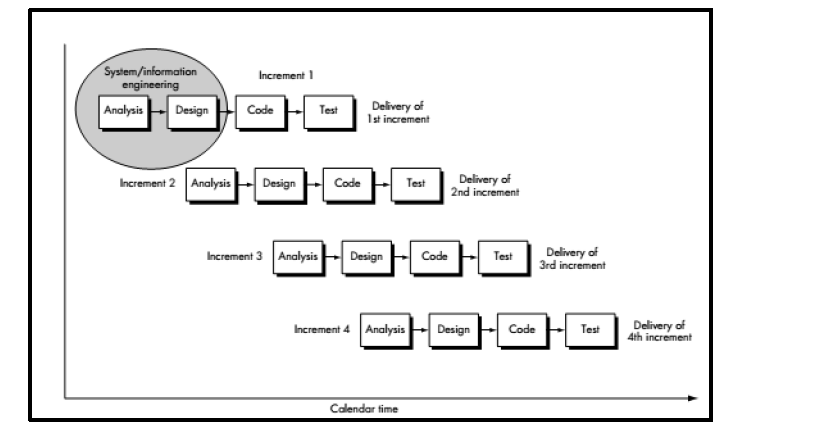 System/information
engineering
Increment 1
Analysis
Design
Code
Test
Delivery of
1st increment
Increment 2
Analysis
Design
Code
Test
Delivery of
2nd increment
Increment 3
Analysis
Design
Code
Test
Delivery of
3rd increment
Increment 4
Analysis
Design
Code
Test
Delivery of
4th increment
Calendar time